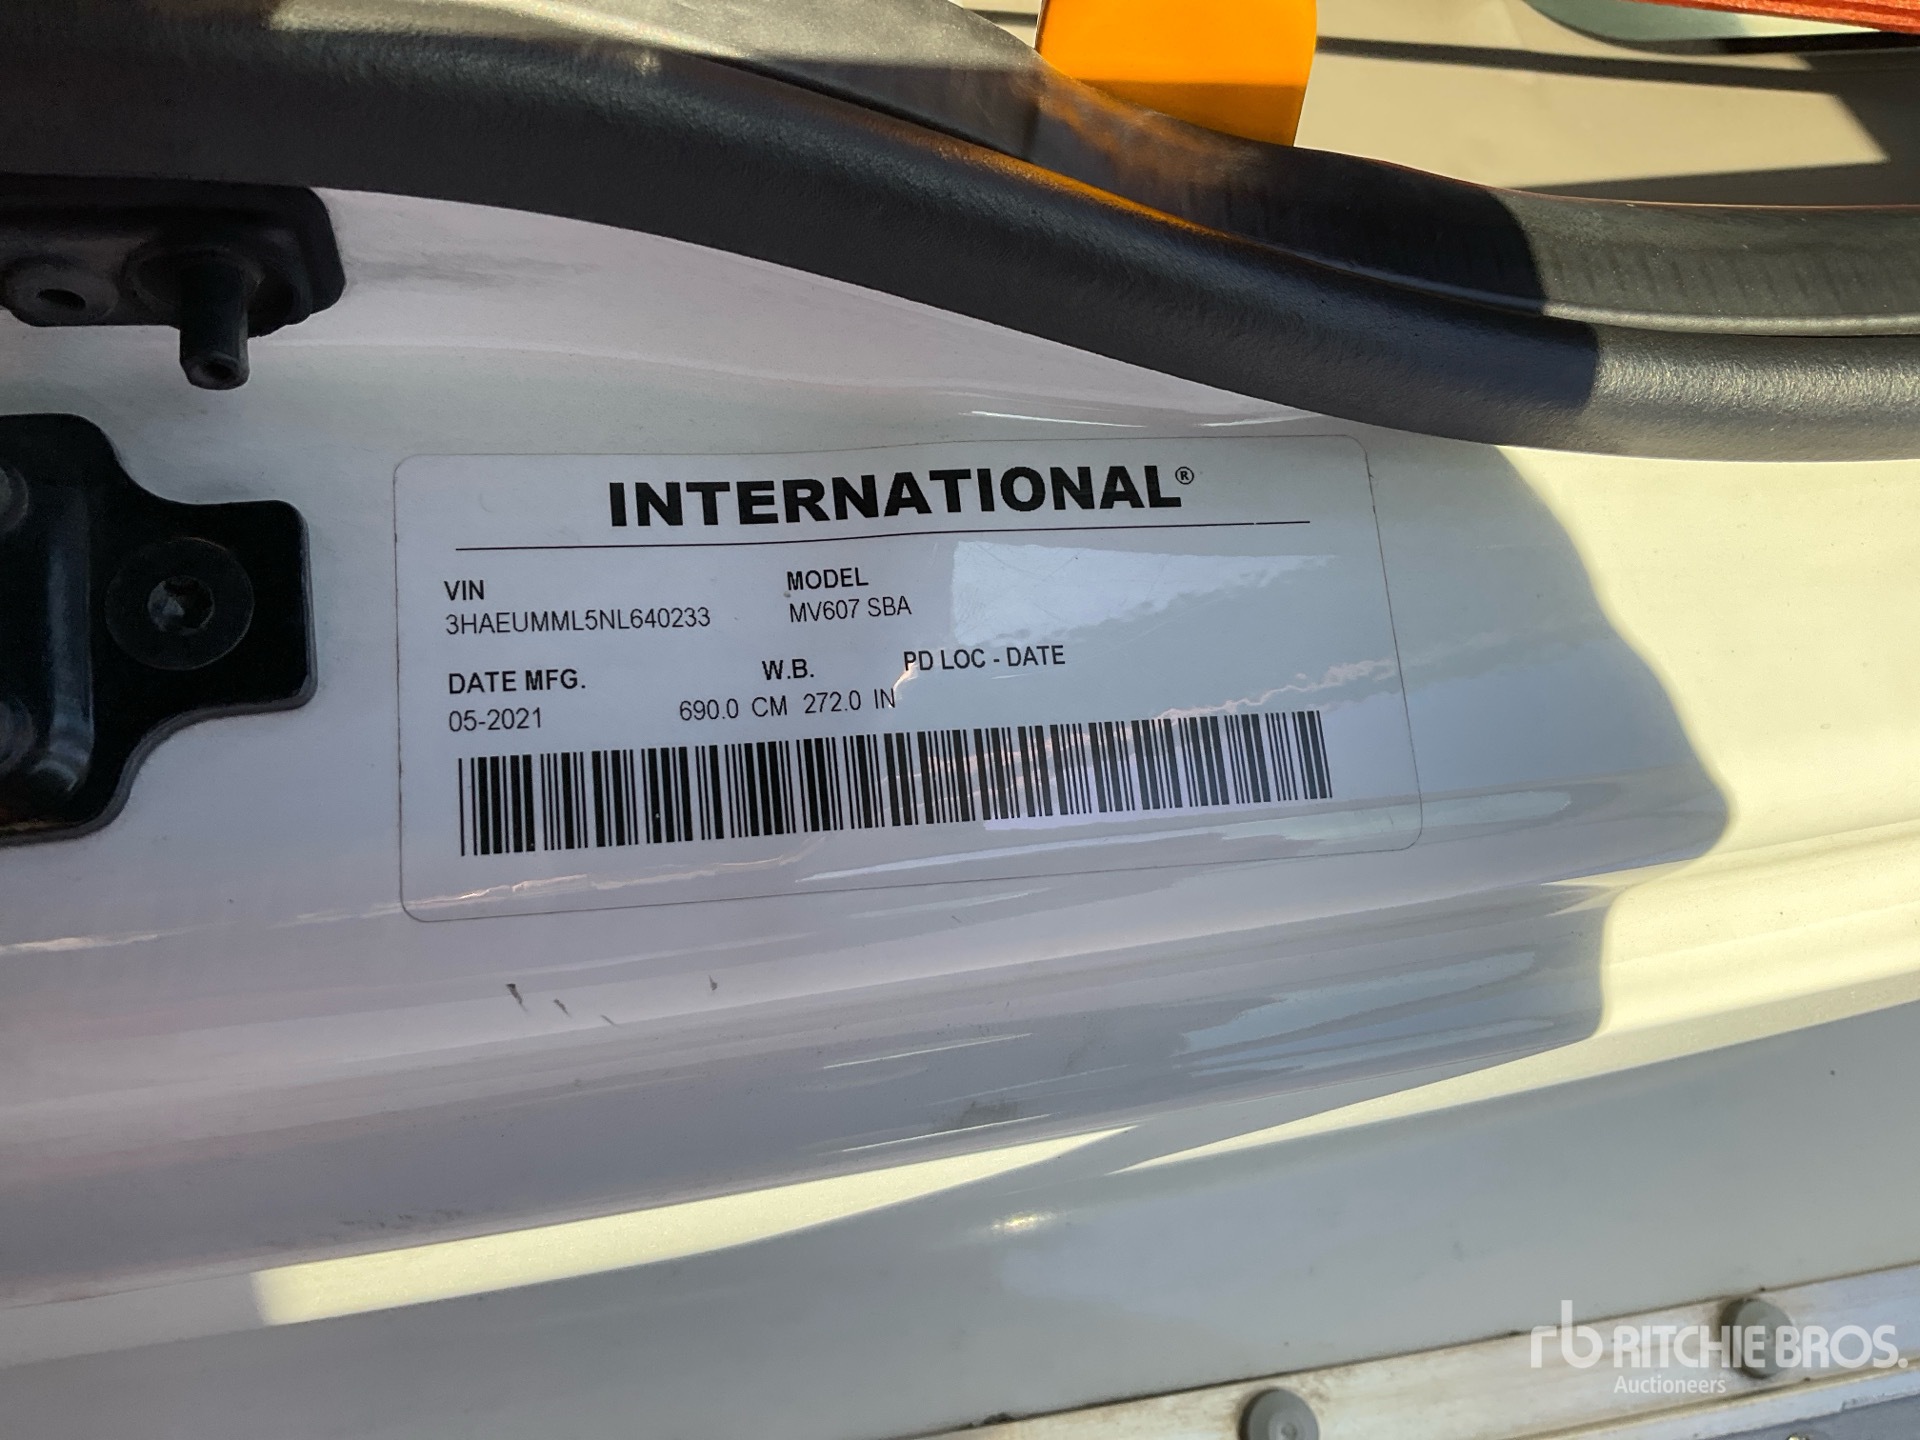 INTERNATIONAL®
VIN
3HAEUMML5NL640233
MODEL
MV607 SBA
DATE MFG.
05-2021
W.B.
690.0 CM 272.0 IN
PD LOC - DATE
rb RITCHIE BROS.
Auctioneers